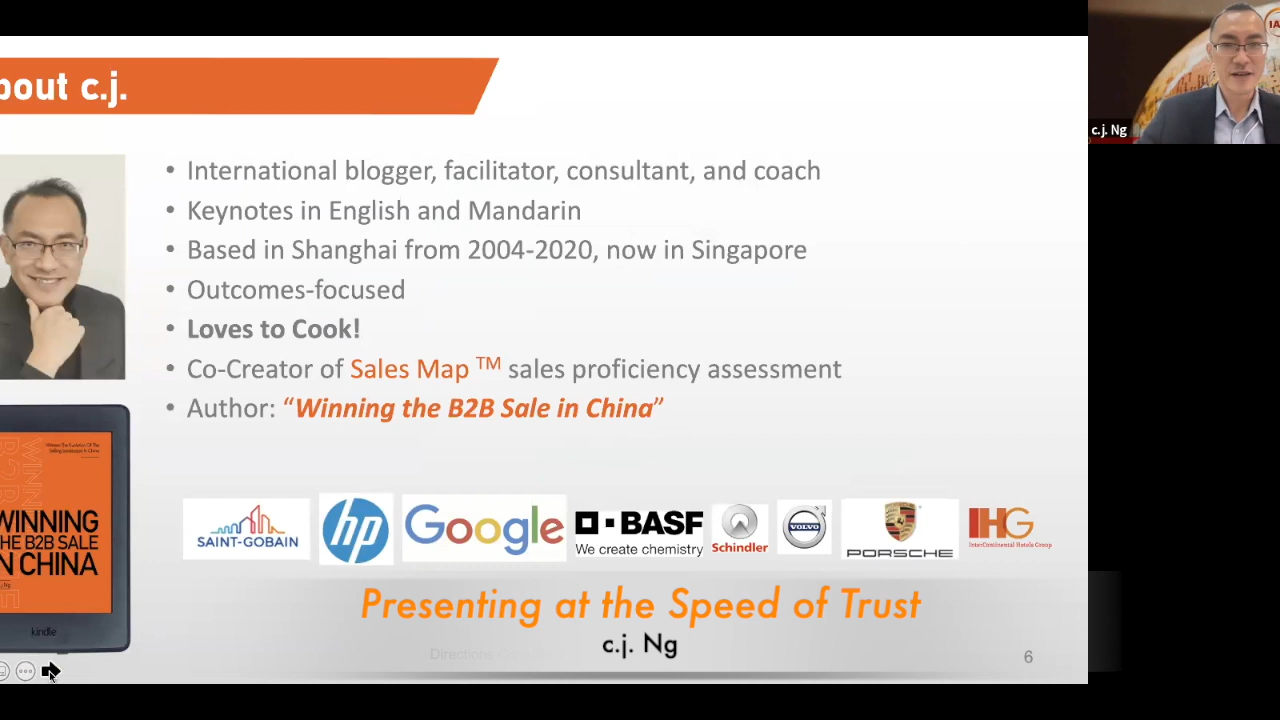 bout c.j.
IA
c.j. Ng
• International blogger, facilitator, consultant, and coach
• Keynotes in English and Mandarin
• Based in Shanghai from 2004-2020, now in Singapore
• Outcomes-focused
• Loves to Cook!
• Co-Creator of Sales Map TM sales proficiency assessment
• Author: “Winning the B2B Sale in China”
WINNING
THE B2B SALE
IN CHINA
kindle
SAINT-GOBAIN
hp
Google
BASF
We create chemistry
Schindler
VOLVO
PORSCHE
IHG
InterContinental Hotels Group
Presenting at the Speed of Trust
c.j. Ng
Directions
6